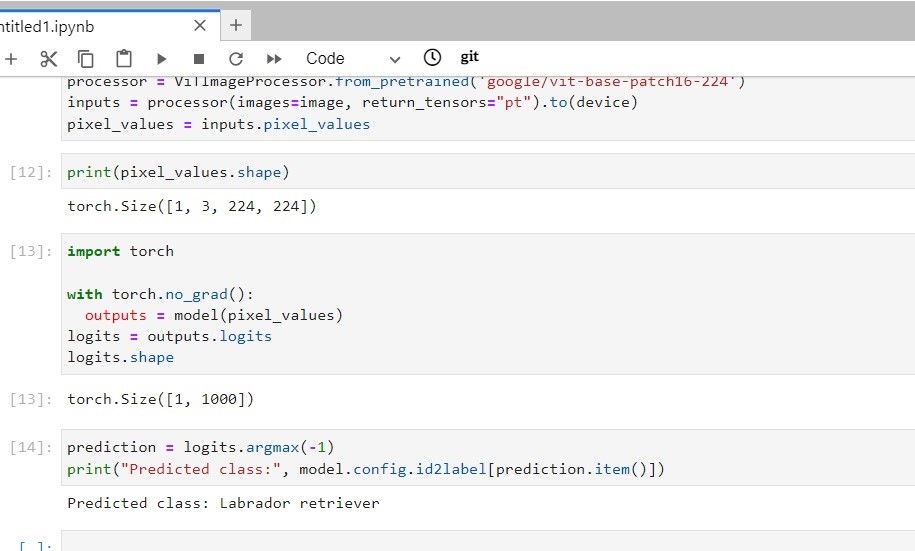 ntitled1.ipynb
Code
git
processor = ViTImageProcessor.from_pretrained('google/vit-base-patch16-224')
inputs = processor(images=image, return_tensors="pt").to(device)
pixel_values = inputs.pixel_values
[12]: print(pixel_values.shape)
torch.Size([1, 3, 224, 224])
[13]: import torch
with torch.no_grad():
  outputs = model(pixel_values)
logits = outputs.logits
logits.shape
[13]: torch.Size([1, 1000])
[14]: prediction = logits.argmax(-1)
print("Predicted class:", model.config.id2label[prediction.item()])
Predicted class: Labrador retriever
[ ]: